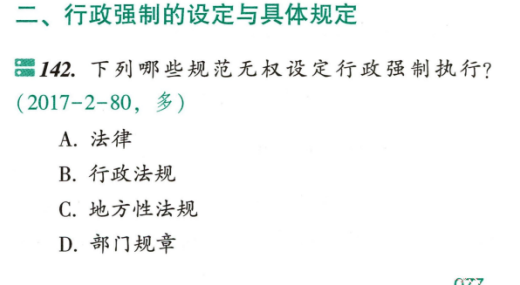 二、行政强制的设定与具体规定
142. 下列哪些规范无权设定行政强制执行?
(2017-2-80，多)
A. 法律
B. 行政法规
C. 地方性法规
D. 部门规章